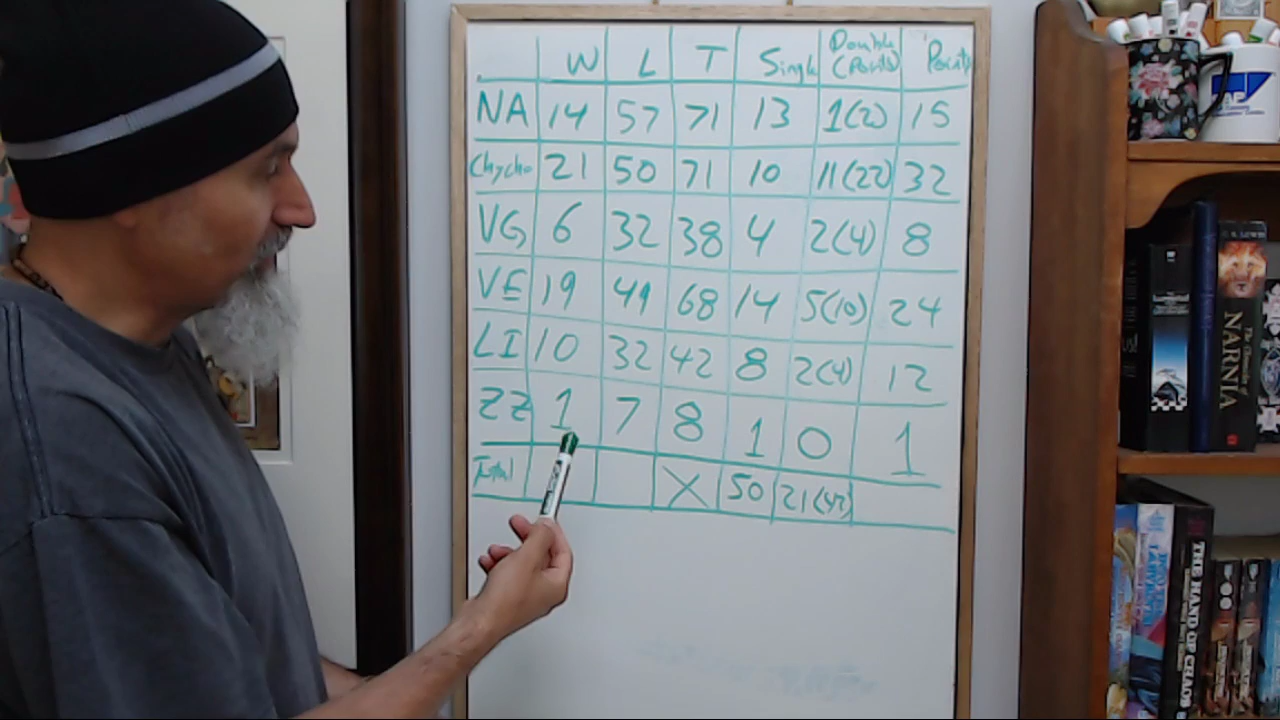 W L T Single Double Points
(Points)
NA 14 57 71 13 1(2) 15
Chycho 21 50 71 10 11(22) 32
VG 6 32 38 4 2(4) 8
VE 19 49 68 14 5(10) 24
LI 10 32 42 8 2(4) 12
ZZ 1 7 8 1 0 1
Total X 50 21(42)
NARNIA
THE HAND OF CHAOS